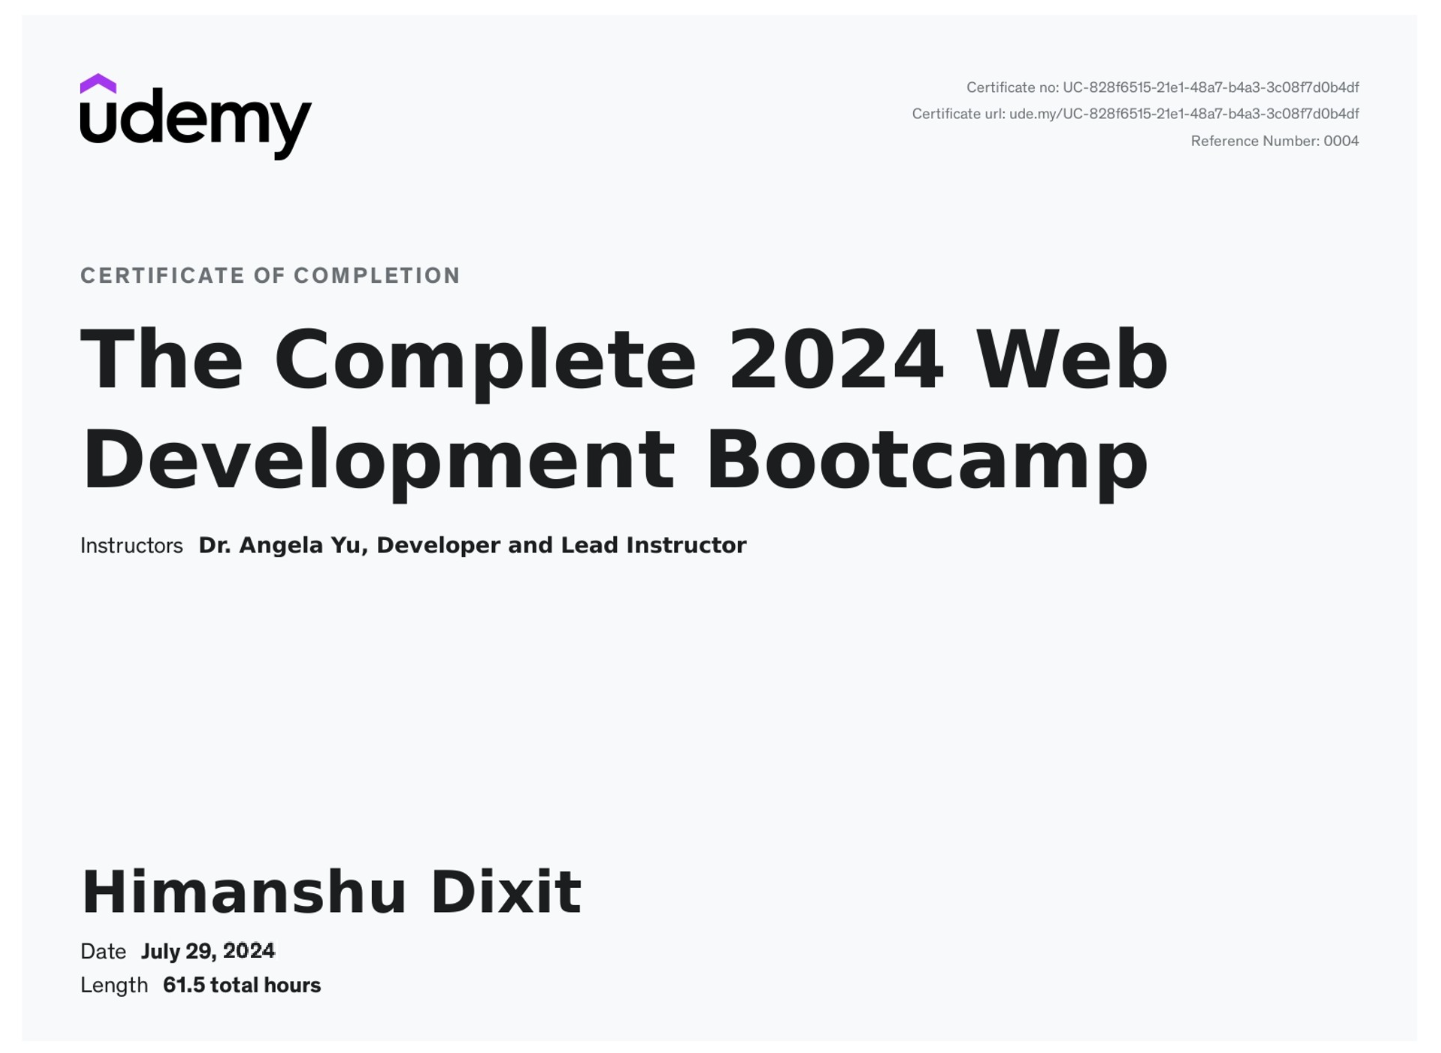 udemy
Certificate no: UC-828f6515-21e1-48a7-b4a3-3c08f7d0b4df
Certificate url: ude.my/UC-828f6515-21e1-48a7-b4a3-3c08f7d0b4df
Reference Number: 0004
CERTIFICATE OF COMPLETION
The Complete 2024 Web
Development Bootcamp
Instructors Dr. Angela Yu, Developer and Lead Instructor
Himanshu Dixit
Date July 29, 2024
Length 61.5 total hours